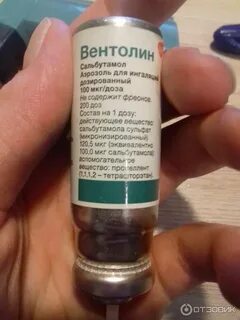 Вентолин
Сальбутамол
Аэрозоль для ингаляций
дозированный
100 мкг/доза
Не содержит фреонов
200 доз
Состав на 1 дозу:
действующее вещество:
сальбутамола сульфат
(микронизированный)
120,5 мкг (эквивалентно
100,0 мкг сальбутамола)
вспомогательное
вещество: пропеллент
(1,1,1,2 – тетрафторэтан).
ОТЗОВИК